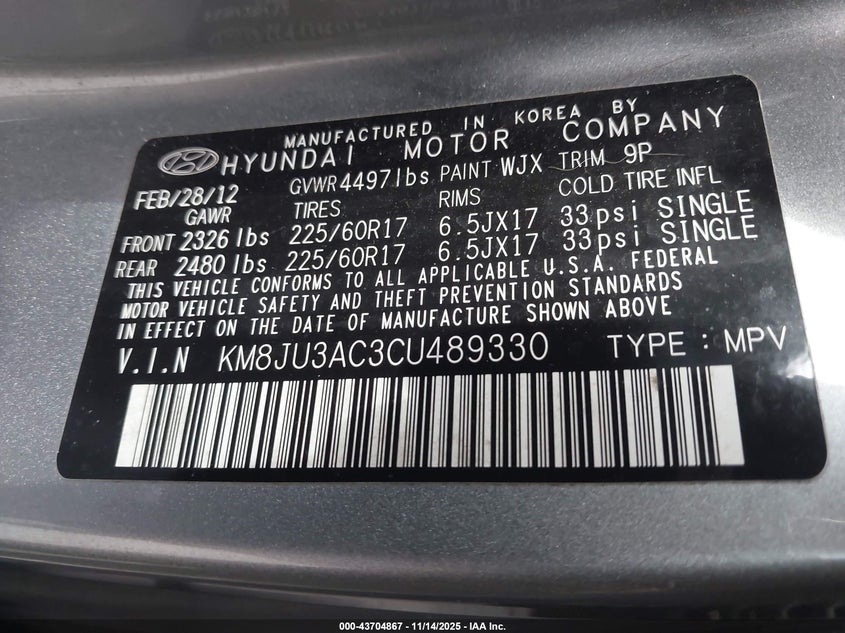 MANUFACTURED IN KOREA BY
HYUNDAI MOTOR COMPANY
FEB/28/12 GVWR 4497lbs PAINT WJX TRIM 9P
GAWR TIRES RIMS COLD TIRE INFL
FRONT 2326 lbs 225/60R17 6.5JX17 33psi SINGLE
REAR 2480 lbs 225/60R17 6.5JX17 33psi SINGLE
THIS VEHICLE CONFORMS TO ALL APPLICABLE U.S.A. FEDERAL
MOTOR VEHICLE SAFETY AND THEFT PREVENTION STANDARDS
IN EFFECT ON THE DATE OF MANUFACTURE SHOWN ABOVE
V.I.N KM8JU3AC3CU489330 TYPE : MPV
000-43704867 | 11/14/2025 - IAA Inc.